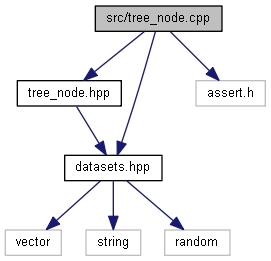 src/tree_node.cpp
tree_node.hpp
assert.h
datasets.hpp
vector
string
random